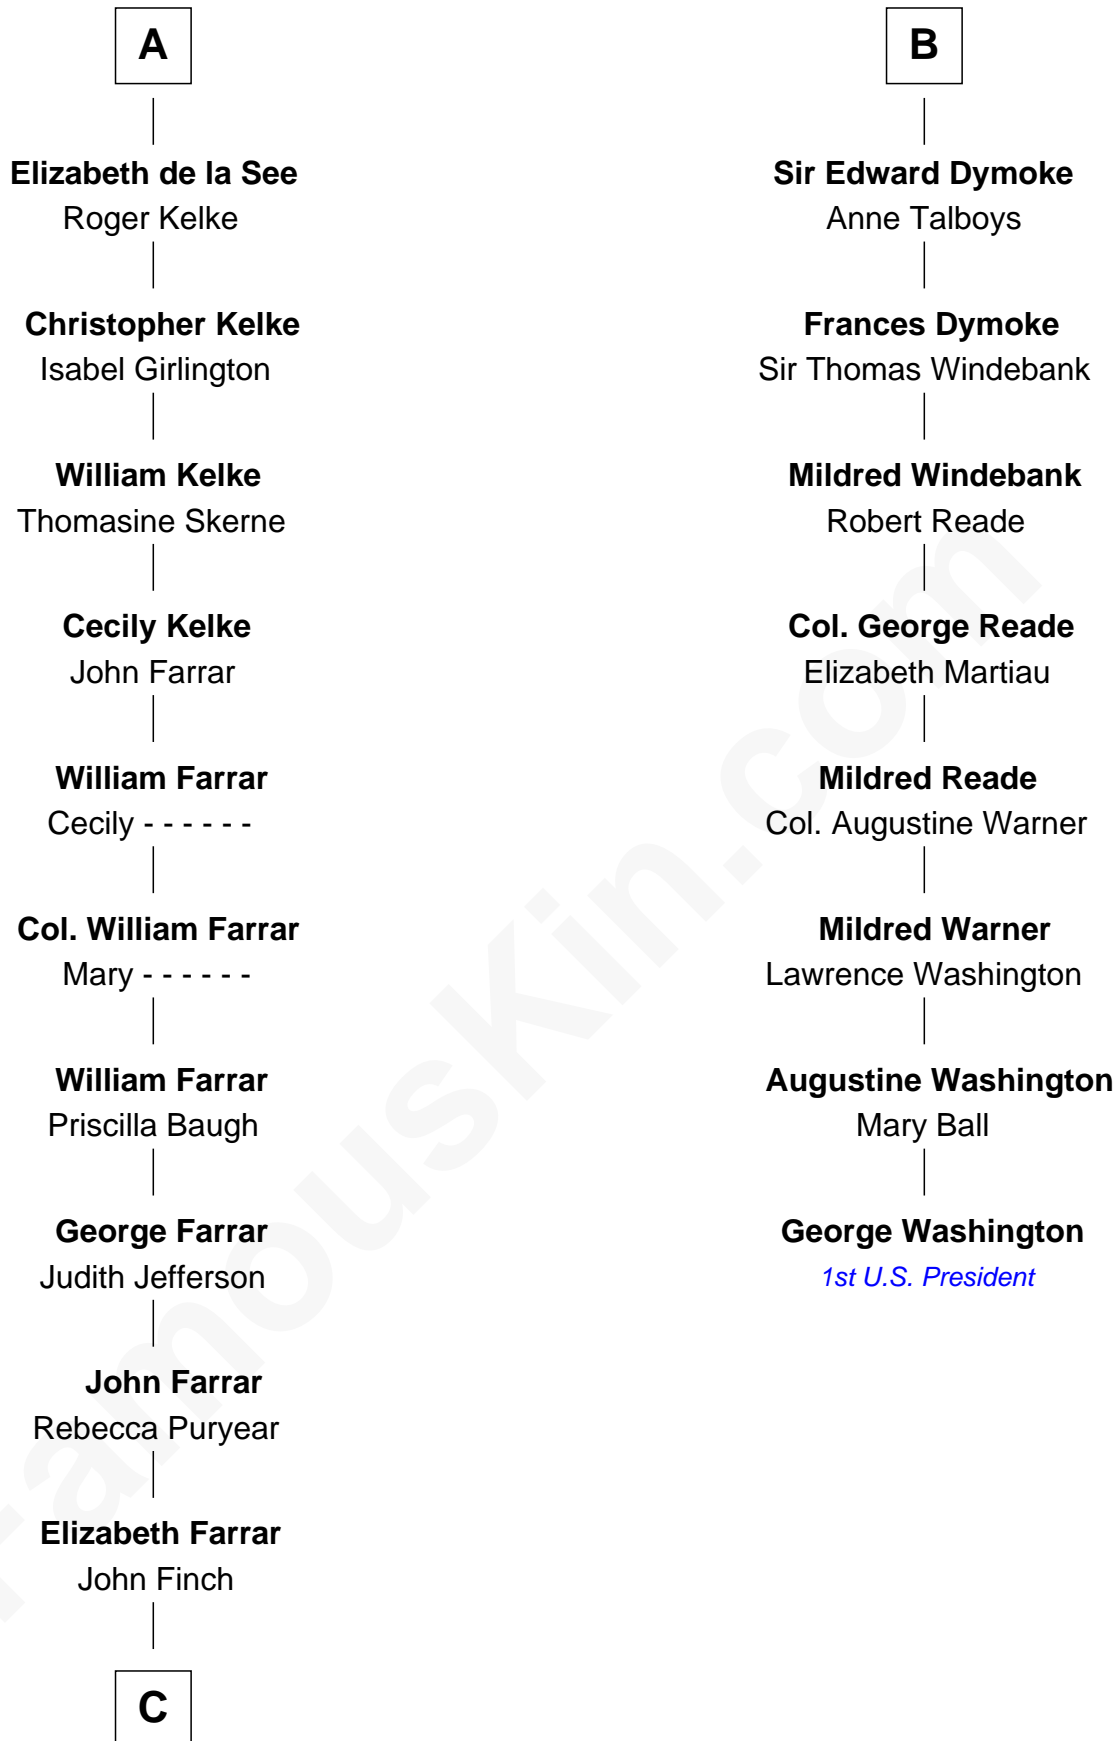 A
Elizabeth de la See
Roger Kelke
Christopher Kelke
Isabel Girlington
William Kelke
Thomasine Skerne
Cecily Kelke
John Farrar
William Farrar
Cecily - - - - - -
Col. William Farrar
Mary - - - - - -
William Farrar
Priscilla Baugh
George Farrar
Judith Jefferson
John Farrar
Rebecca Puryear
Elizabeth Farrar
John Finch
C
B
Sir Edward Dymoke
Anne Talboys
Frances Dymoke
Sir Thomas Windebank
Mildred Windebank
Robert Reade
Col. George Reade
Elizabeth Martiau
Mildred Reade
Col. Augustine Warner
Mildred Warner
Lawrence Washington
Augustine Washington
Mary Ball
George Washington
1st U.S. President
FamousKin.com